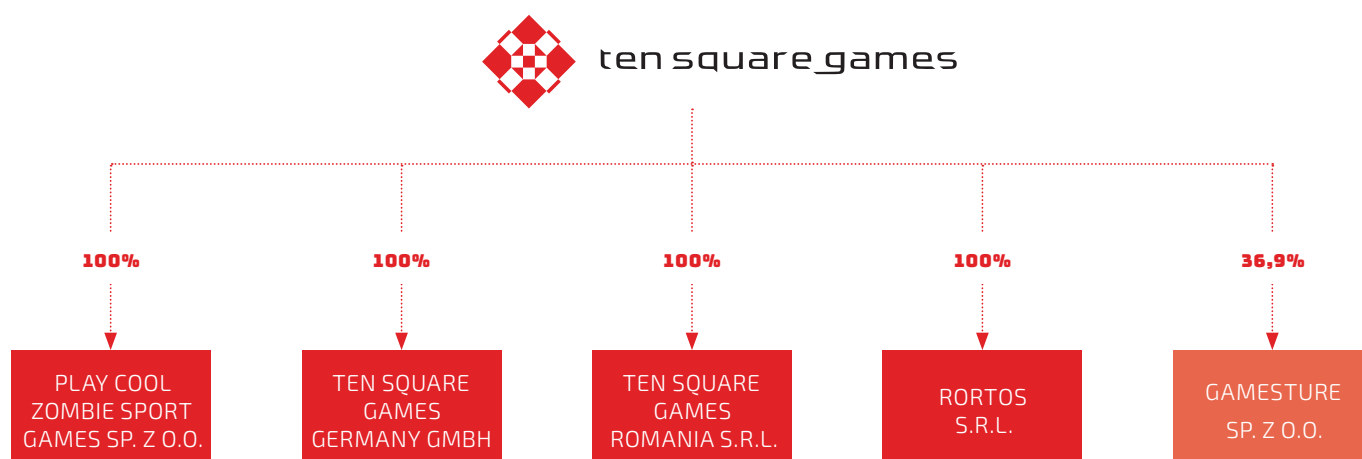 ten square games
100%
100%
100%
100%
36,9%
PLAY COOL
ZOMBIE SPORT
GAMES SP. Z O.O.
TEN SQUARE
GAMES
GERMANY GMBH
TEN SQUARE
GAMES
ROMANIA S.R.L.
RORTOS
S.R.L.
GAMESTURE
SP. Z O.O.